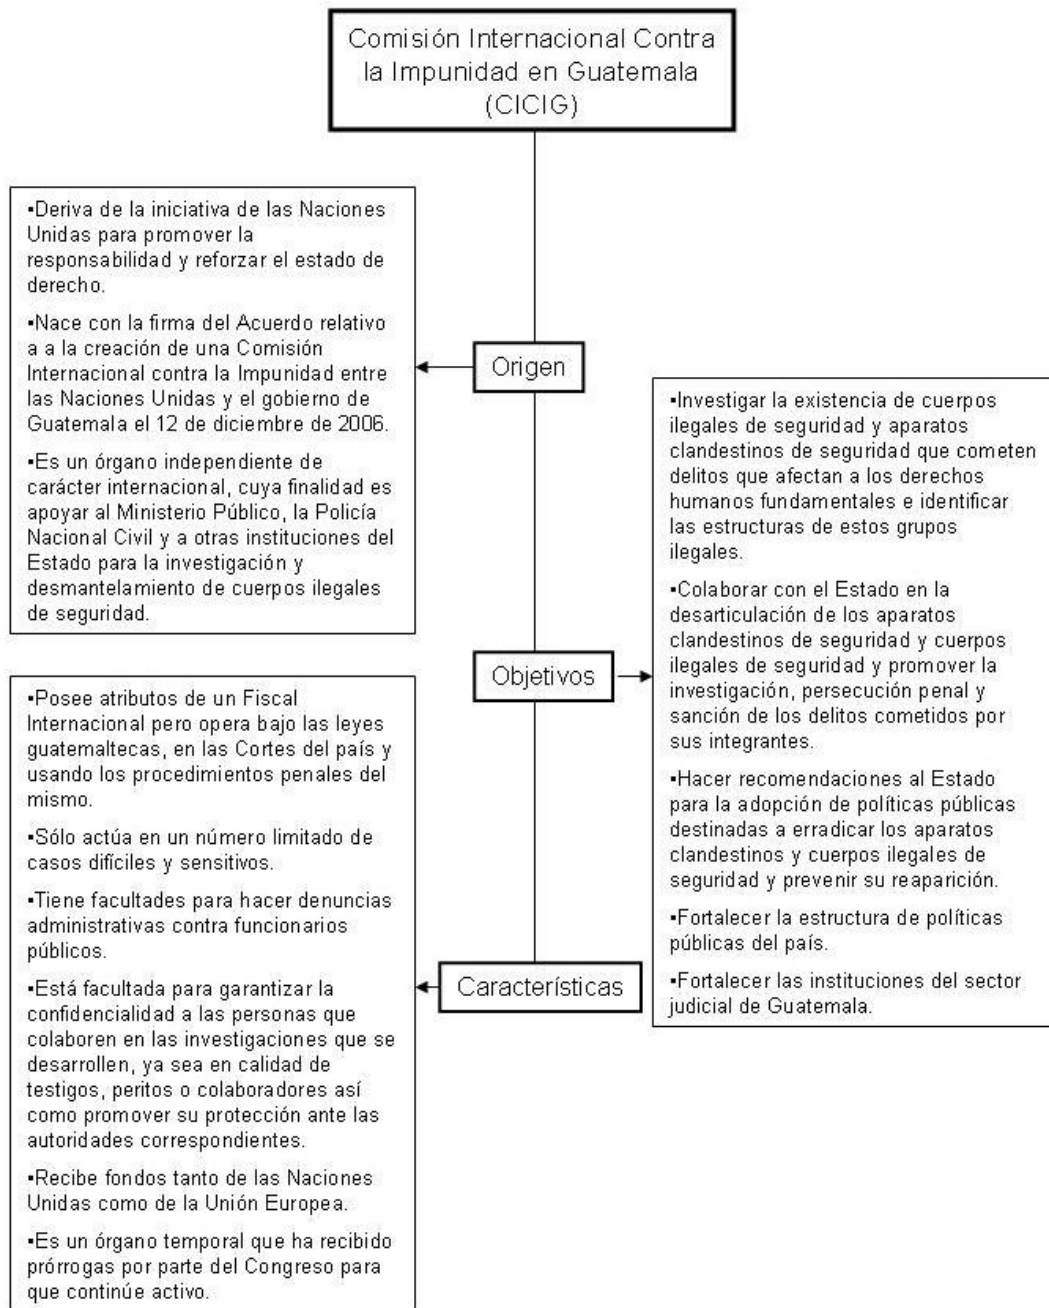 Comisión Internacional Contra
la Impunidad en Guatemala
(CICIG)
▪Deriva de la iniciativa de las Naciones
Unidas para promover la
responsabilidad y reforzar el estado de
derecho.
▪Nace con la firma del Acuerdo relativo
a a la creación de una Comisión
Internacional contra la Impunidad entre
las Naciones Unidas y el gobierno de
Guatemala el 12 de diciembre de 2006.
▪Es un órgano independiente de
carácter internacional, cuya finalidad es
apoyar al Ministerio Público, la Policía
Nacional Civil y a otras instituciones del
Estado para la investigación y
desmantelamiento de cuerpos ilegales
de seguridad.
Origen
▪Investigar la existencia de cuerpos
ilegales de seguridad y aparatos
clandestinos de seguridad que cometen
delitos que afectan a los derechos
humanos fundamentales e identificar
las estructuras de estos grupos
ilegales.
▪Colaborar con el Estado en la
desarticulación de los aparatos
clandestinos de seguridad y cuerpos
ilegales de seguridad y promover la
investigación, persecución penal y
sanción de los delitos cometidos por
sus integrantes.
▪Hacer recomendaciones al Estado
para la adopción de políticas públicas
destinadas a erradicar los aparatos
clandestinos y cuerpos ilegales de
seguridad y prevenir su reaparición.
▪Fortalecer la estructura de políticas
públicas del país.
▪Fortalecer las instituciones del sector
judicial de Guatemala.
Objetivos
▪Posee atributos de un Fiscal
Internacional pero opera bajo las leyes
guatemaltecas, en las Cortes del país y
usando los procedimientos penales del
mismo.
▪Sólo actúa en un número limitado de
casos difíciles y sensitivos.
▪Tiene facultades para hacer denuncias
administrativas contra funcionarios
públicos.
▪Está facultada para garantizar la
confidencialidad a las personas que
colaboren en las investigaciones que se
desarrollen, ya sea en calidad de
testigos, peritos o colaboradores así
como promover su protección ante las
autoridades correspondientes.
▪Recibe fondos tanto de las Naciones
Unidas como de la Unión Europea.
▪Es un órgano temporal que ha recibido
prórrogas por parte del Congreso para
que continúe activo.
Características